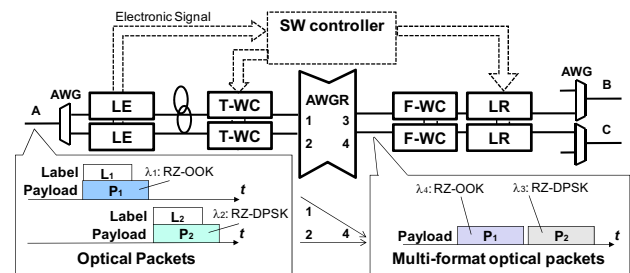 Electronic Signal
SW controller
AWG
A
LE
LE
T-WC
T-WC
AWGR
1 3
2 4
F-WC
F-WC
LR
LR
AWG
B
C
Label L1
λ1: RZ-OOK
Payload P1
t
Label L2
λ2: RZ-DPSK
Payload P2
t
Optical Packets
1
2 4
λ4: RZ-OOK
λ3: RZ-DPSK
Payload P1 P2
t
Multi-format optical packets